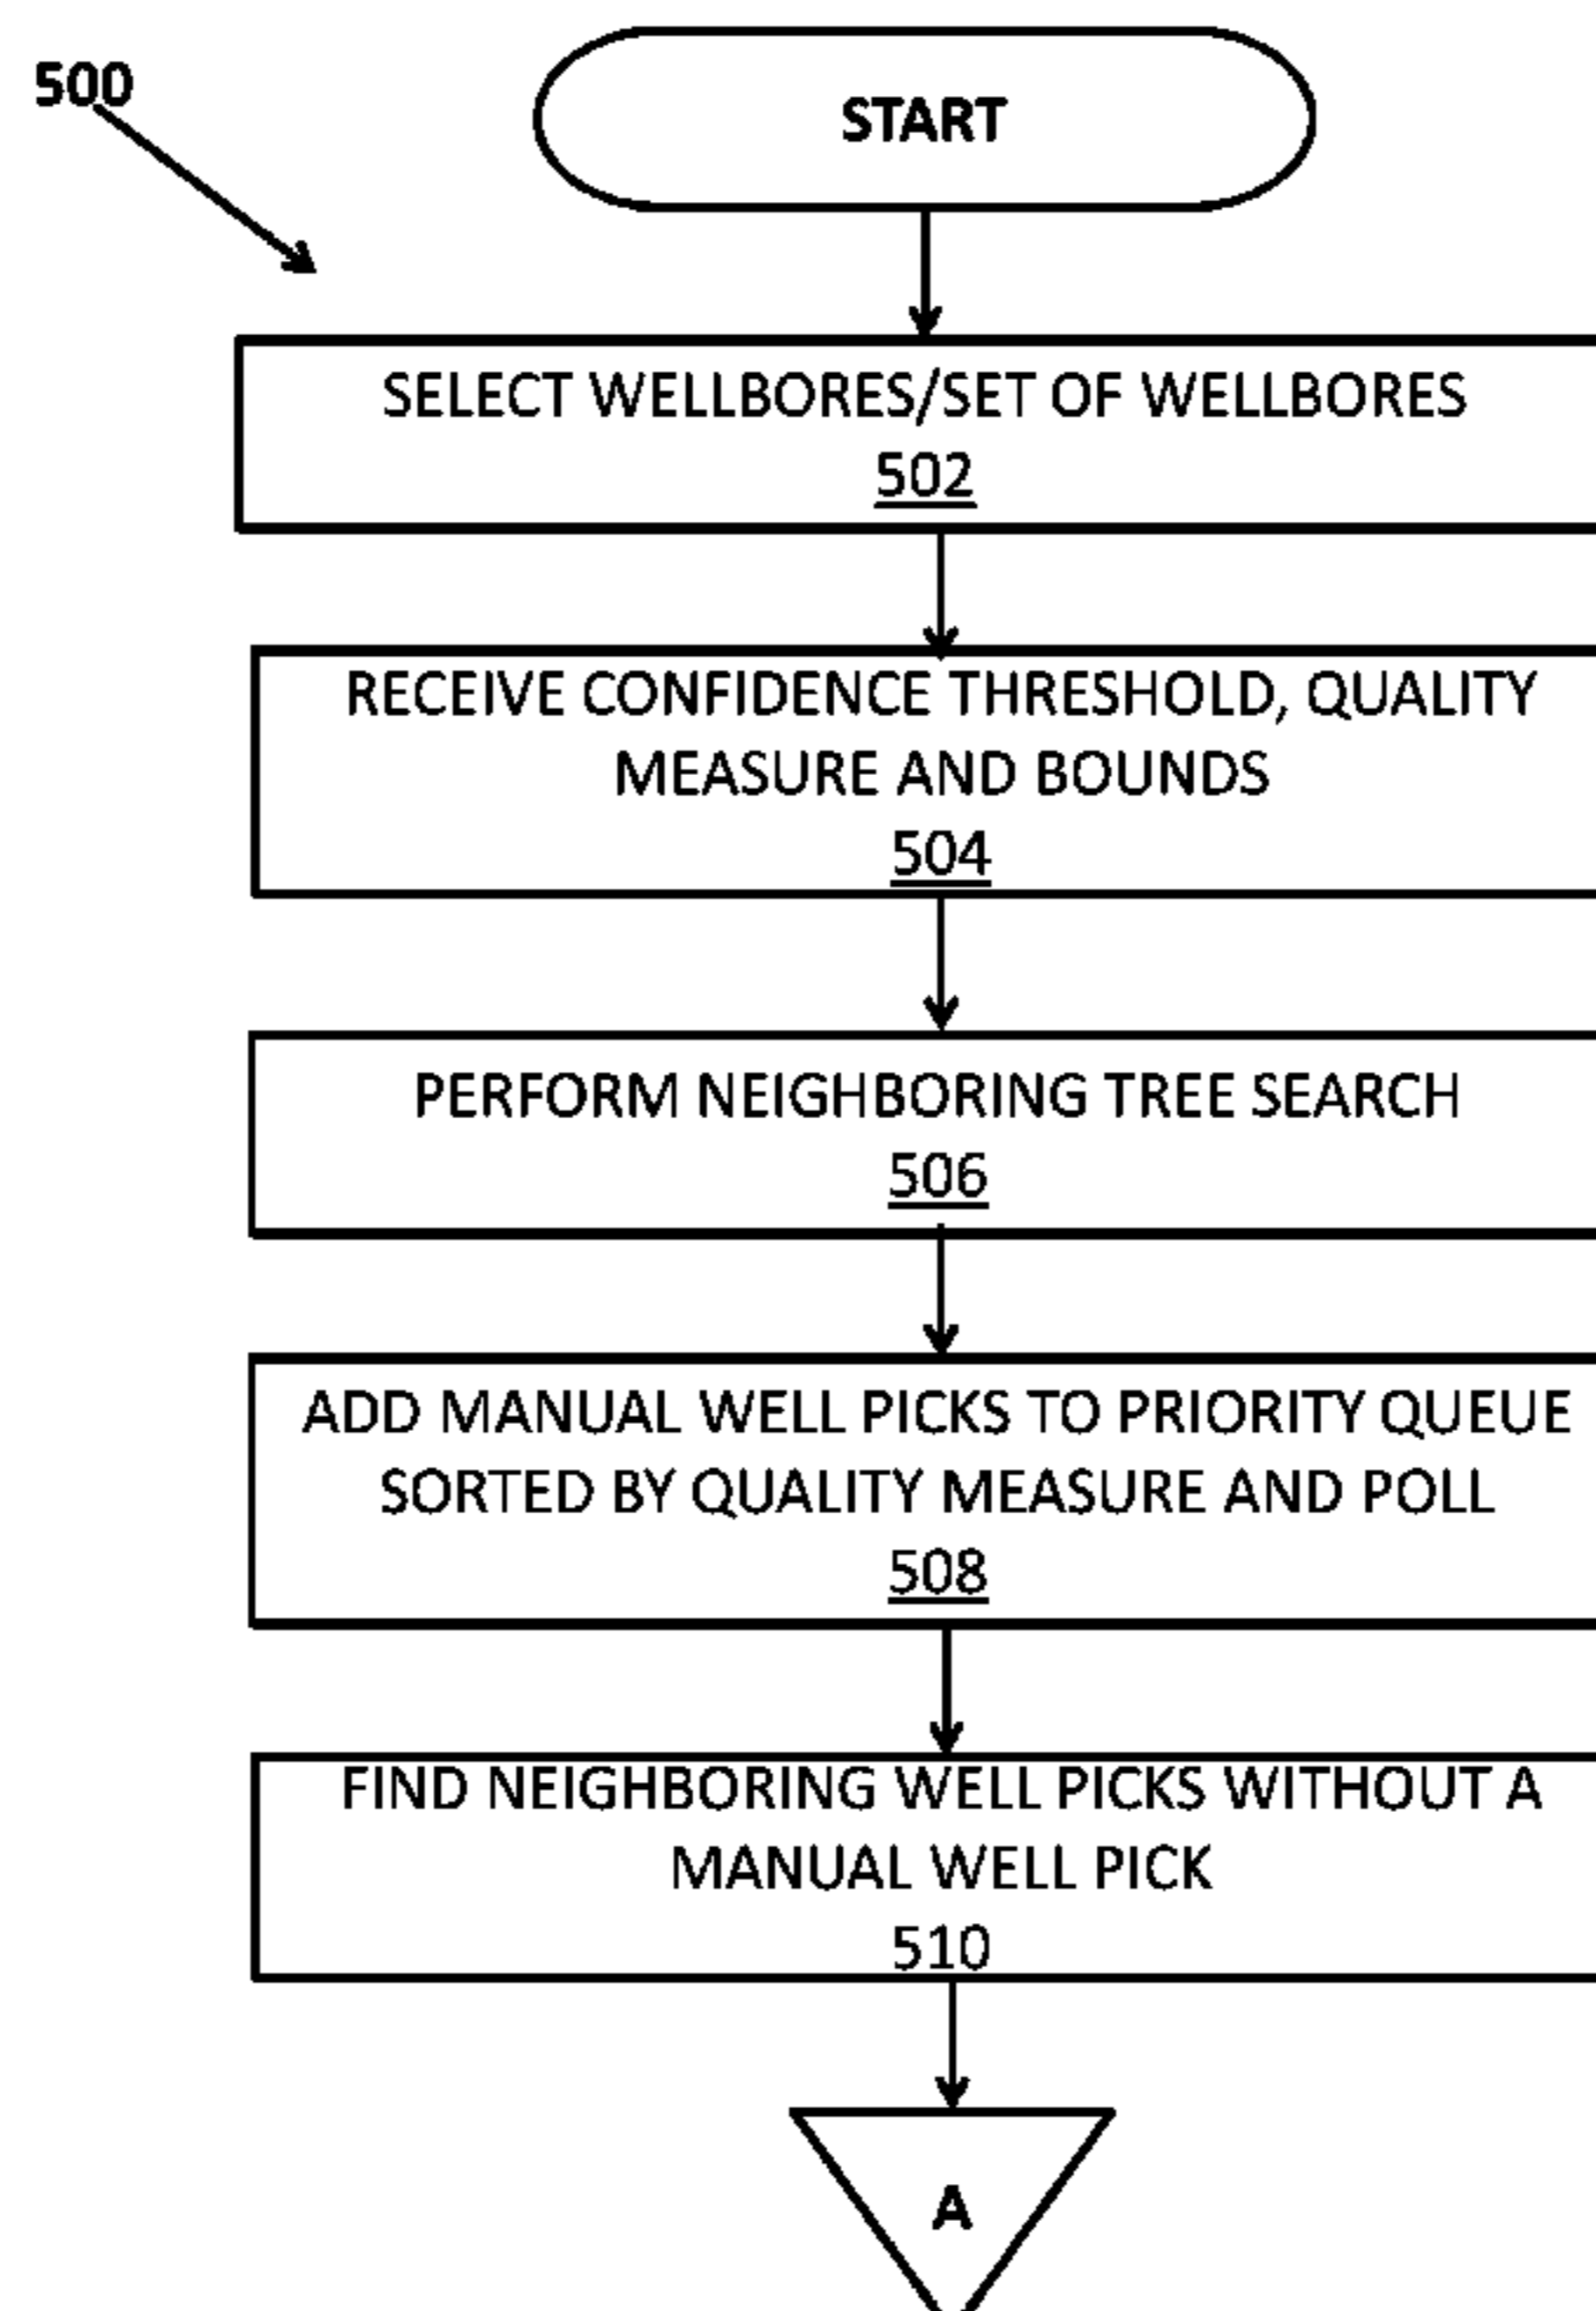 500
START
SELECT WELLBORES/SET OF WELLBORES
502
RECEIVE CONFIDENCE THRESHOLD, QUALITY
MEASURE AND BOUNDS
504
PERFORM NEIGHBORING TREE SEARCH
506
ADD MANUAL WELL PICKS TO PRIORITY QUEUE
SORTED BY QUALITY MEASURE AND POLL
508
FIND NEIGHBORING WELL PICKS WITHOUT A
MANUAL WELL PICK
510
A